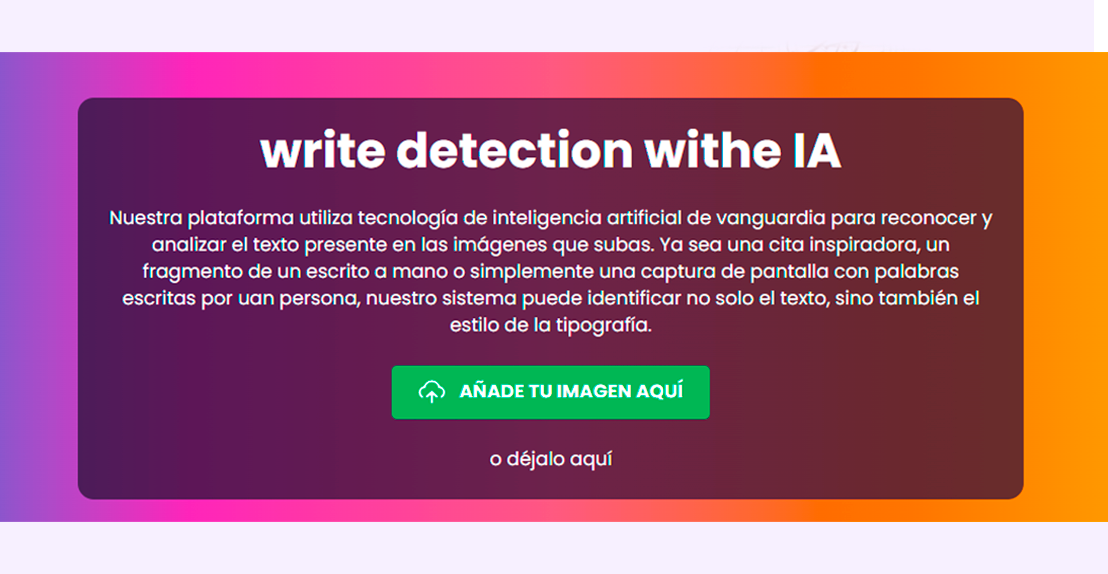 write detection withe IA
Nuestra plataforma utiliza tecnología de inteligencia artificial de vanguardia para reconocer y
analizar el texto presente en las imágenes que subas. Ya sea una cita inspiradora, un
fragmento de un escrito a mano o simplemente una captura de pantalla con palabras
escritas por uan persona, nuestro sistema puede identificar no solo el texto, sino también el
estilo de la tipografía.
AÑADE TU IMAGEN AQUÍ
o déjalo aquí